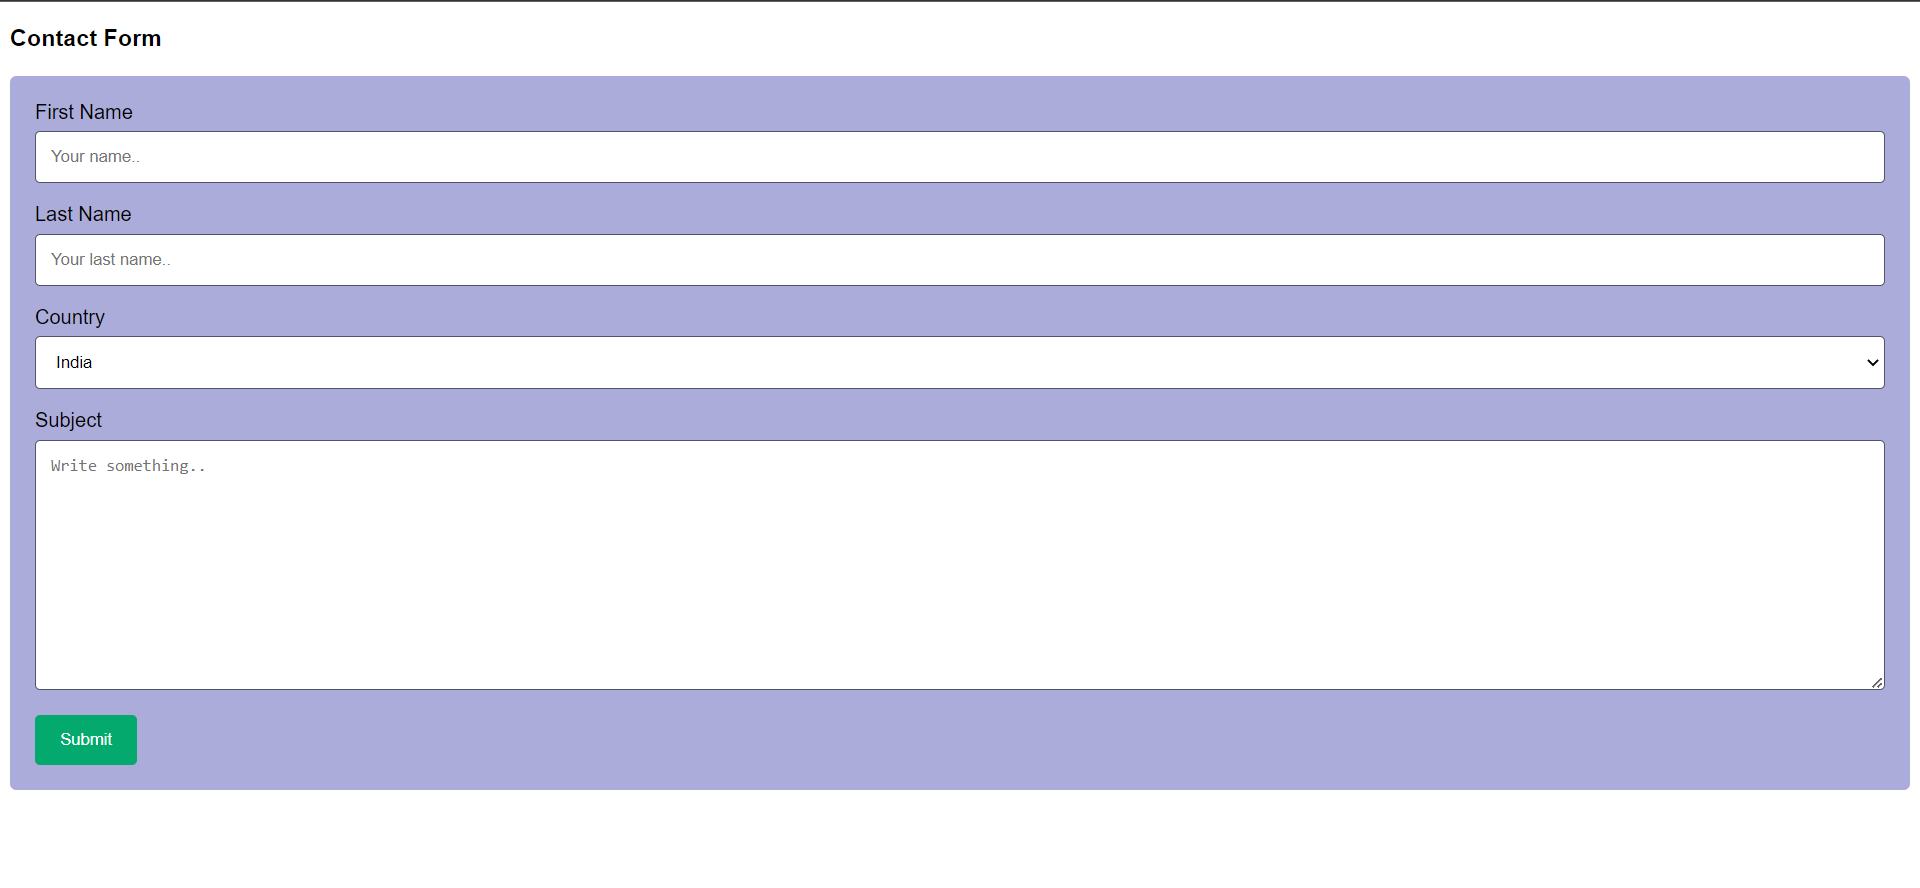 Contact Form
First Name
Your name..
Last Name
Your last name..
Country
India
Subject
Write something..
Submit